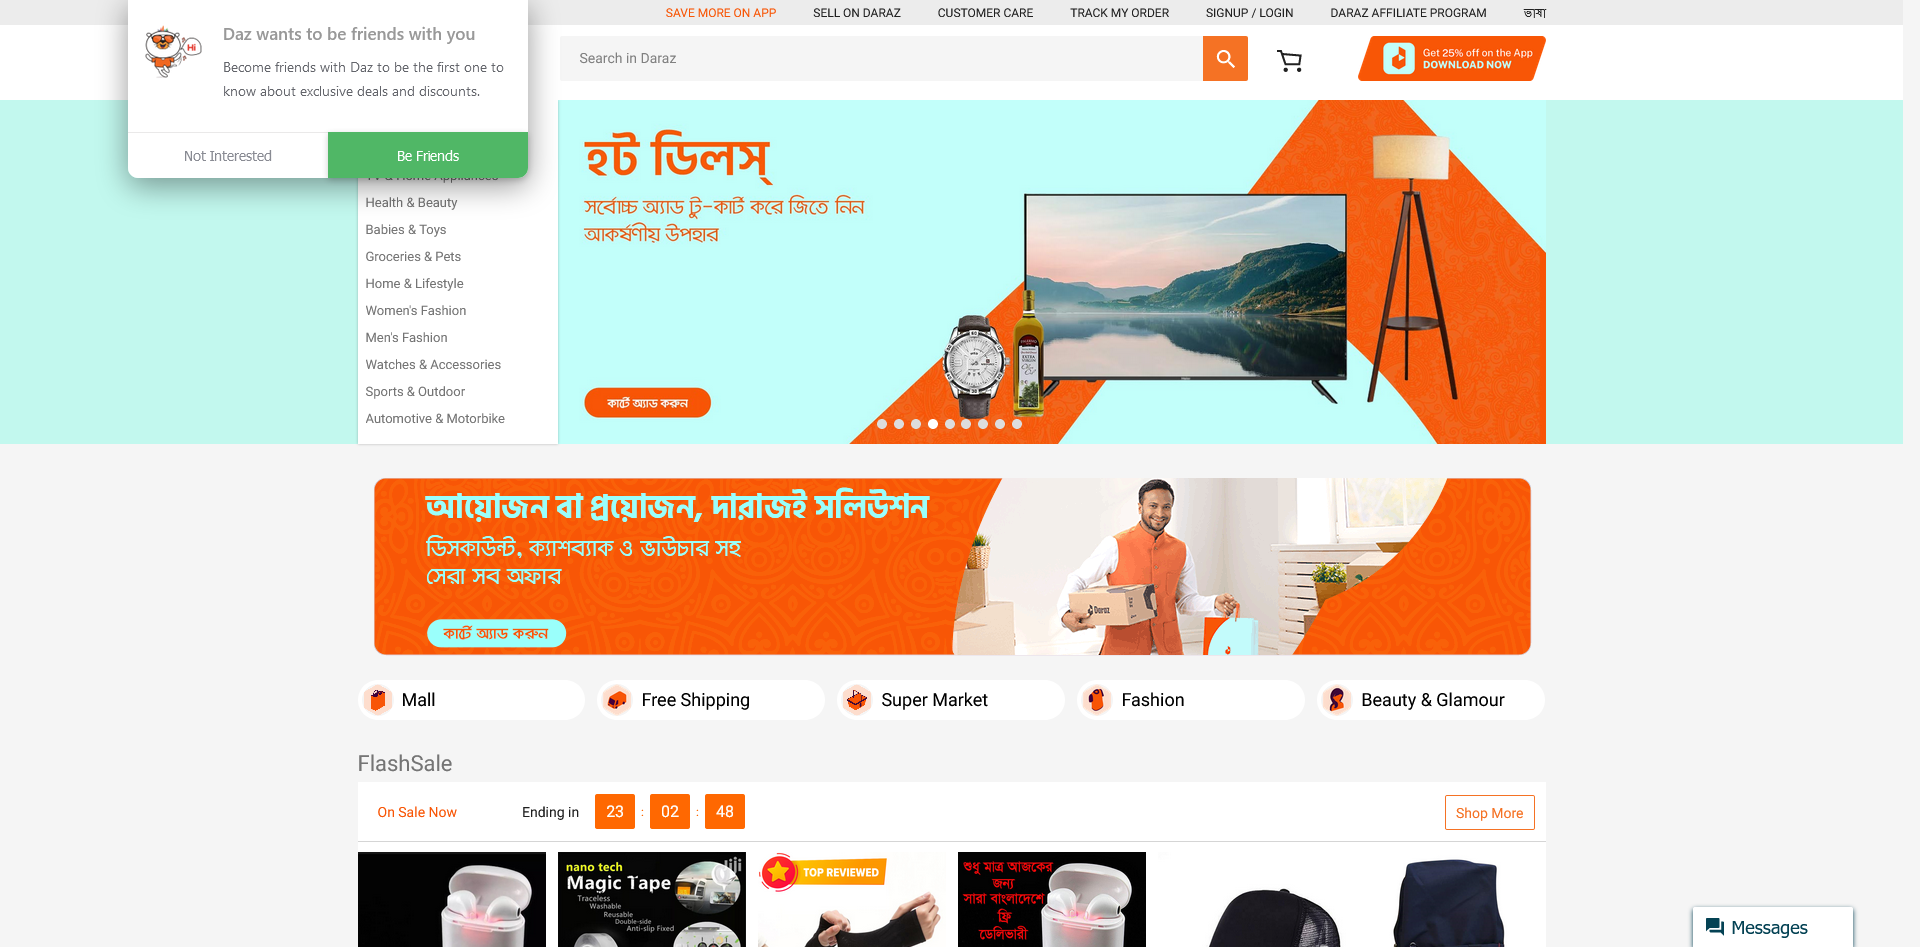 SAVE MORE ON APP
SELL ON DARAZ
CUSTOMER CARE
TRACK MY ORDER
SIGNUP / LOGIN
DARAZ AFFILIATE PROGRAM
ভাষা
Daz wants to be friends with you
Hi
Become friends with Daz to be the first one to
know about exclusive deals and discounts.
Not Interested
Be Friends
Search in Daraz
Get 25% off on the App
DOWNLOAD NOW
TV & Home Appliances
Health & Beauty
Babies & Toys
Groceries & Pets
Home & Lifestyle
Women's Fashion
Men's Fashion
Watches & Accessories
Sports & Outdoor
Automotive & Motorbike
হট ডিলস্
সর্বোচ্চ অ্যাড টু-কার্ট করে জিতে নিন
আকর্ষণীয় উপহার
কার্টে অ্যাড করুন
আয়োজন বা প্রয়োজন, দারাজই সলিউশন
ডিসকাউন্ট, ক্যাশব্যাক ও ভাউচার সহ
সেরা সব অফার
কার্টে অ্যাড করুন
Daraz
Mall
Free Shipping
Super Market
Fashion
Beauty & Glamour
FlashSale
On Sale Now
Ending in
23 : 02 : 48
Shop More
nano tech
Magic Tape
Traceless
Washable
Reusable
Double-side
Anti-slip Fixed
TOP REVIEWED
শুধু মাত্র আজকের
জন্য
সারা বাংলাদেশে
ফ্রি
ডেলিভারী
Messages